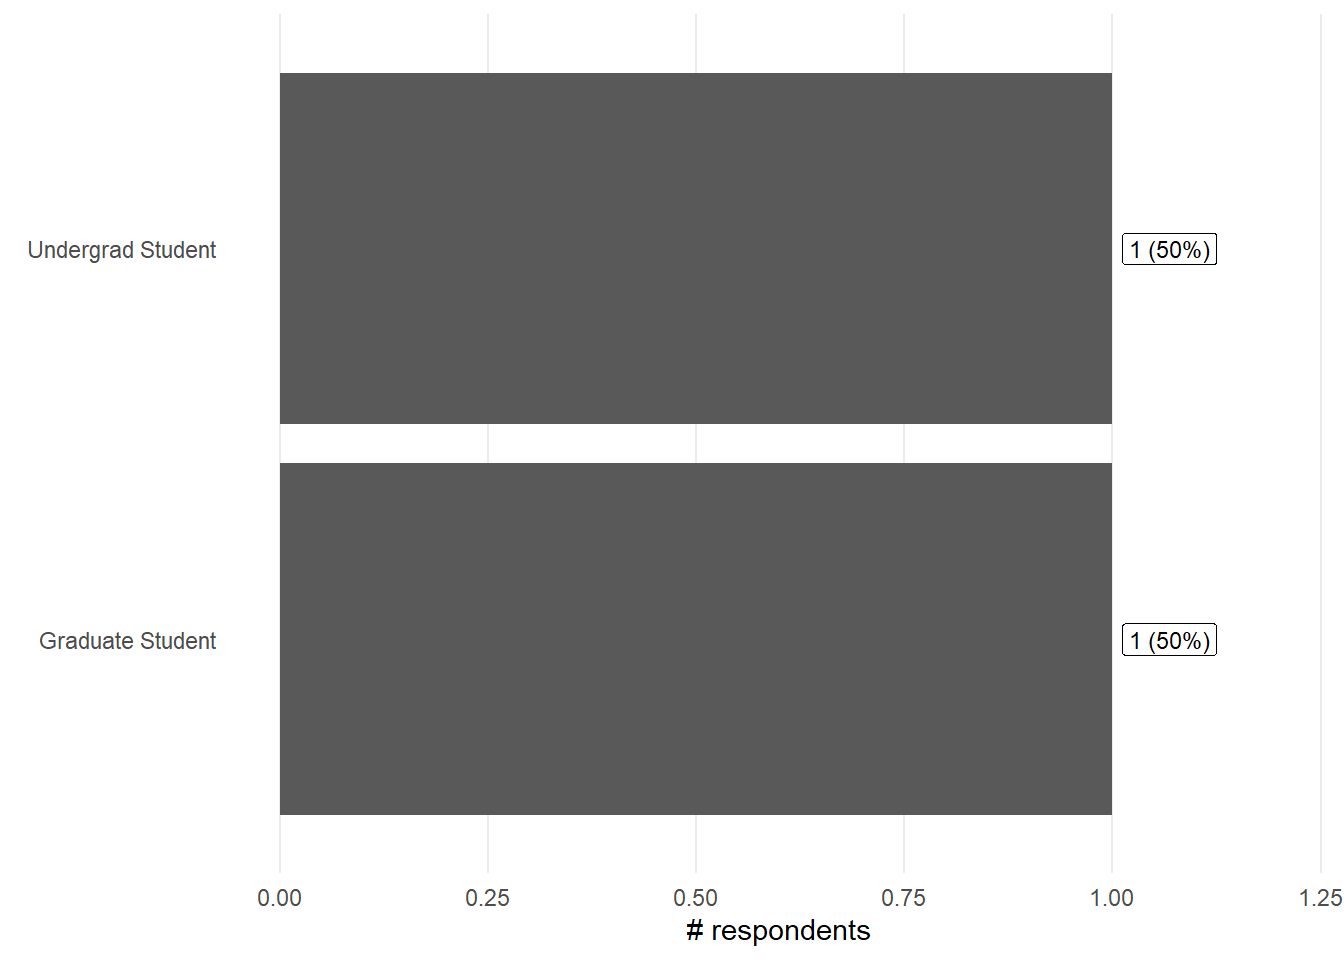 Undergrad Student
1 (50%)
Graduate Student
1 (50%)
0.00 0.25 0.50 0.75 1.00 1.25
# respondents